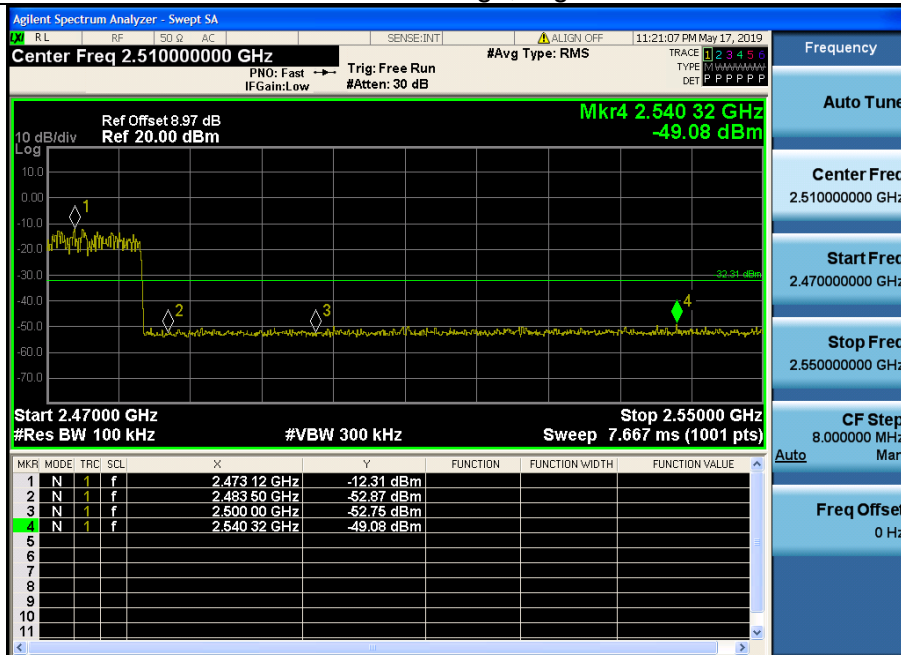 Agilent Spectrum Analyzer - Swept SA
LXI RL RF 50 Ω AC SENSE:INT ALIGN OFF 11:21:07 PM May 17, 2019
Center Freq 2.510000000 GHz #Avg Type: RMS TRACE 1 2 3 4 5 6
PNO: Fast Trig: Free Run TYPE M W W W W W
IFGain:Low #Atten: 30 dB DET P P P P P P
Mkr4 2.540 32 GHz
-49.08 dBm
Ref Offset 8.97 dB
10 dB/div Ref 20.00 dBm
Log
10.0
0.00
1
-10.0
-20.0
-30.0
-32.31 dBm
-40.0
2 3 4
-50.0
-60.0
-70.0
Start 2.47000 GHz Stop 2.55000 GHz
#Res BW 100 kHz #VBW 300 kHz Sweep 7.667 ms (1001 pts)
MKR MODE TRC SCL X Y FUNCTION FUNCTION WIDTH FUNCTION VALUE
1 N 1 f 2.473 12 GHz -12.31 dBm
2 N 1 f 2.483 50 GHz -52.87 dBm
3 N 1 f 2.500 00 GHz -52.75 dBm
4 N 1 f 2.540 32 GHz -49.08 dBm
5
6
7
8
9
10
11
Frequency
Auto Tune
Center Freq
2.510000000 GHz
Start Freq
2.470000000 GHz
Stop Freq
2.550000000 GHz
CF Step
8.000000 MHz
Auto Man
Freq Offset
0 Hz